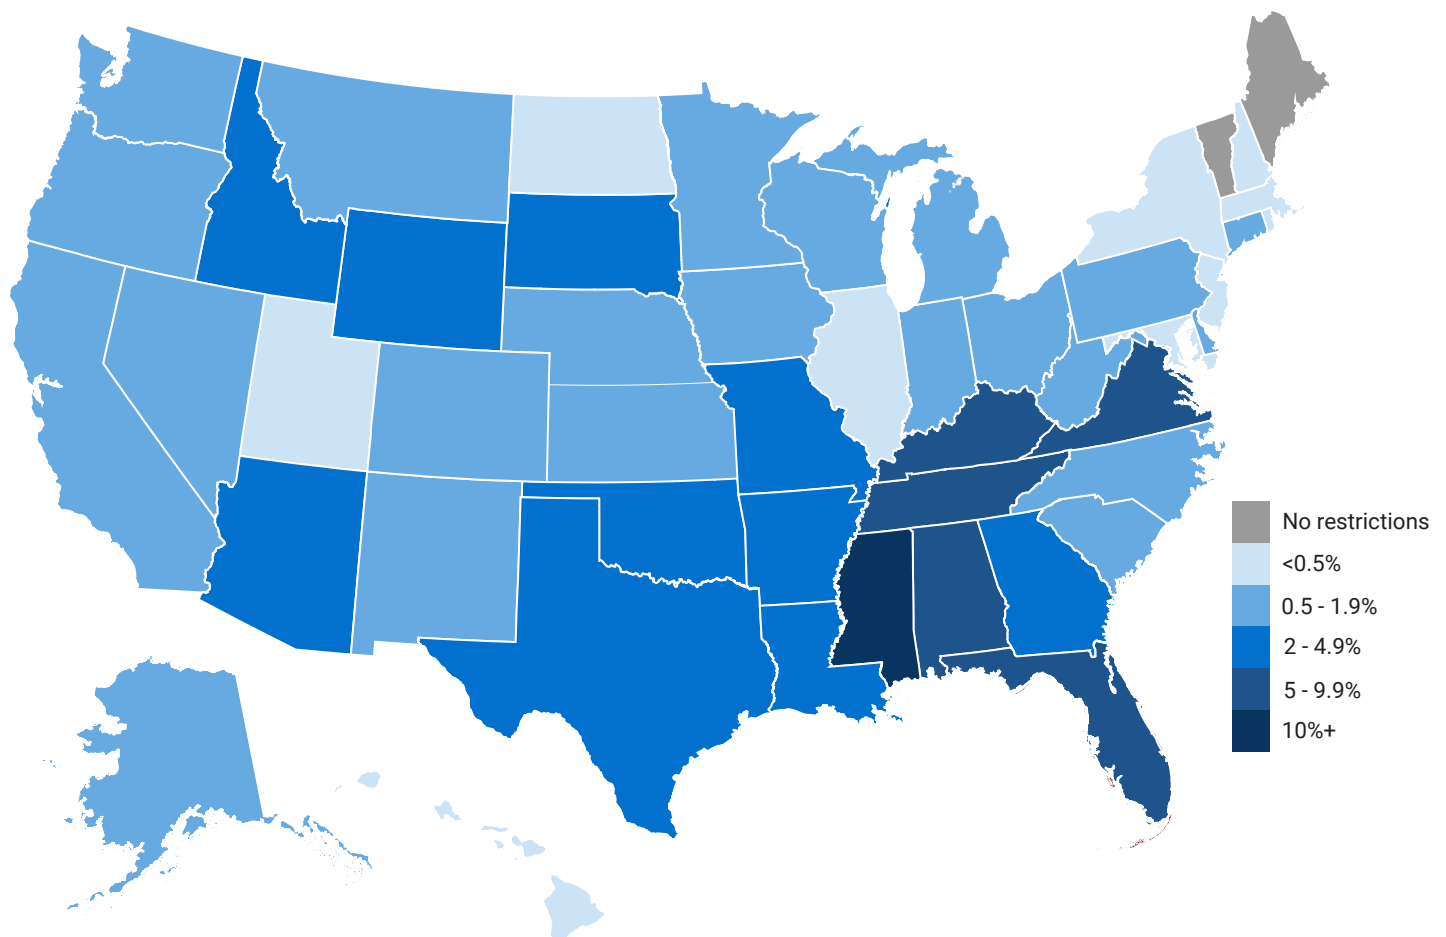 No restrictions
<0.5%
0.5 - 1.9%
2 - 4.9%
5 - 9.9%
10%+